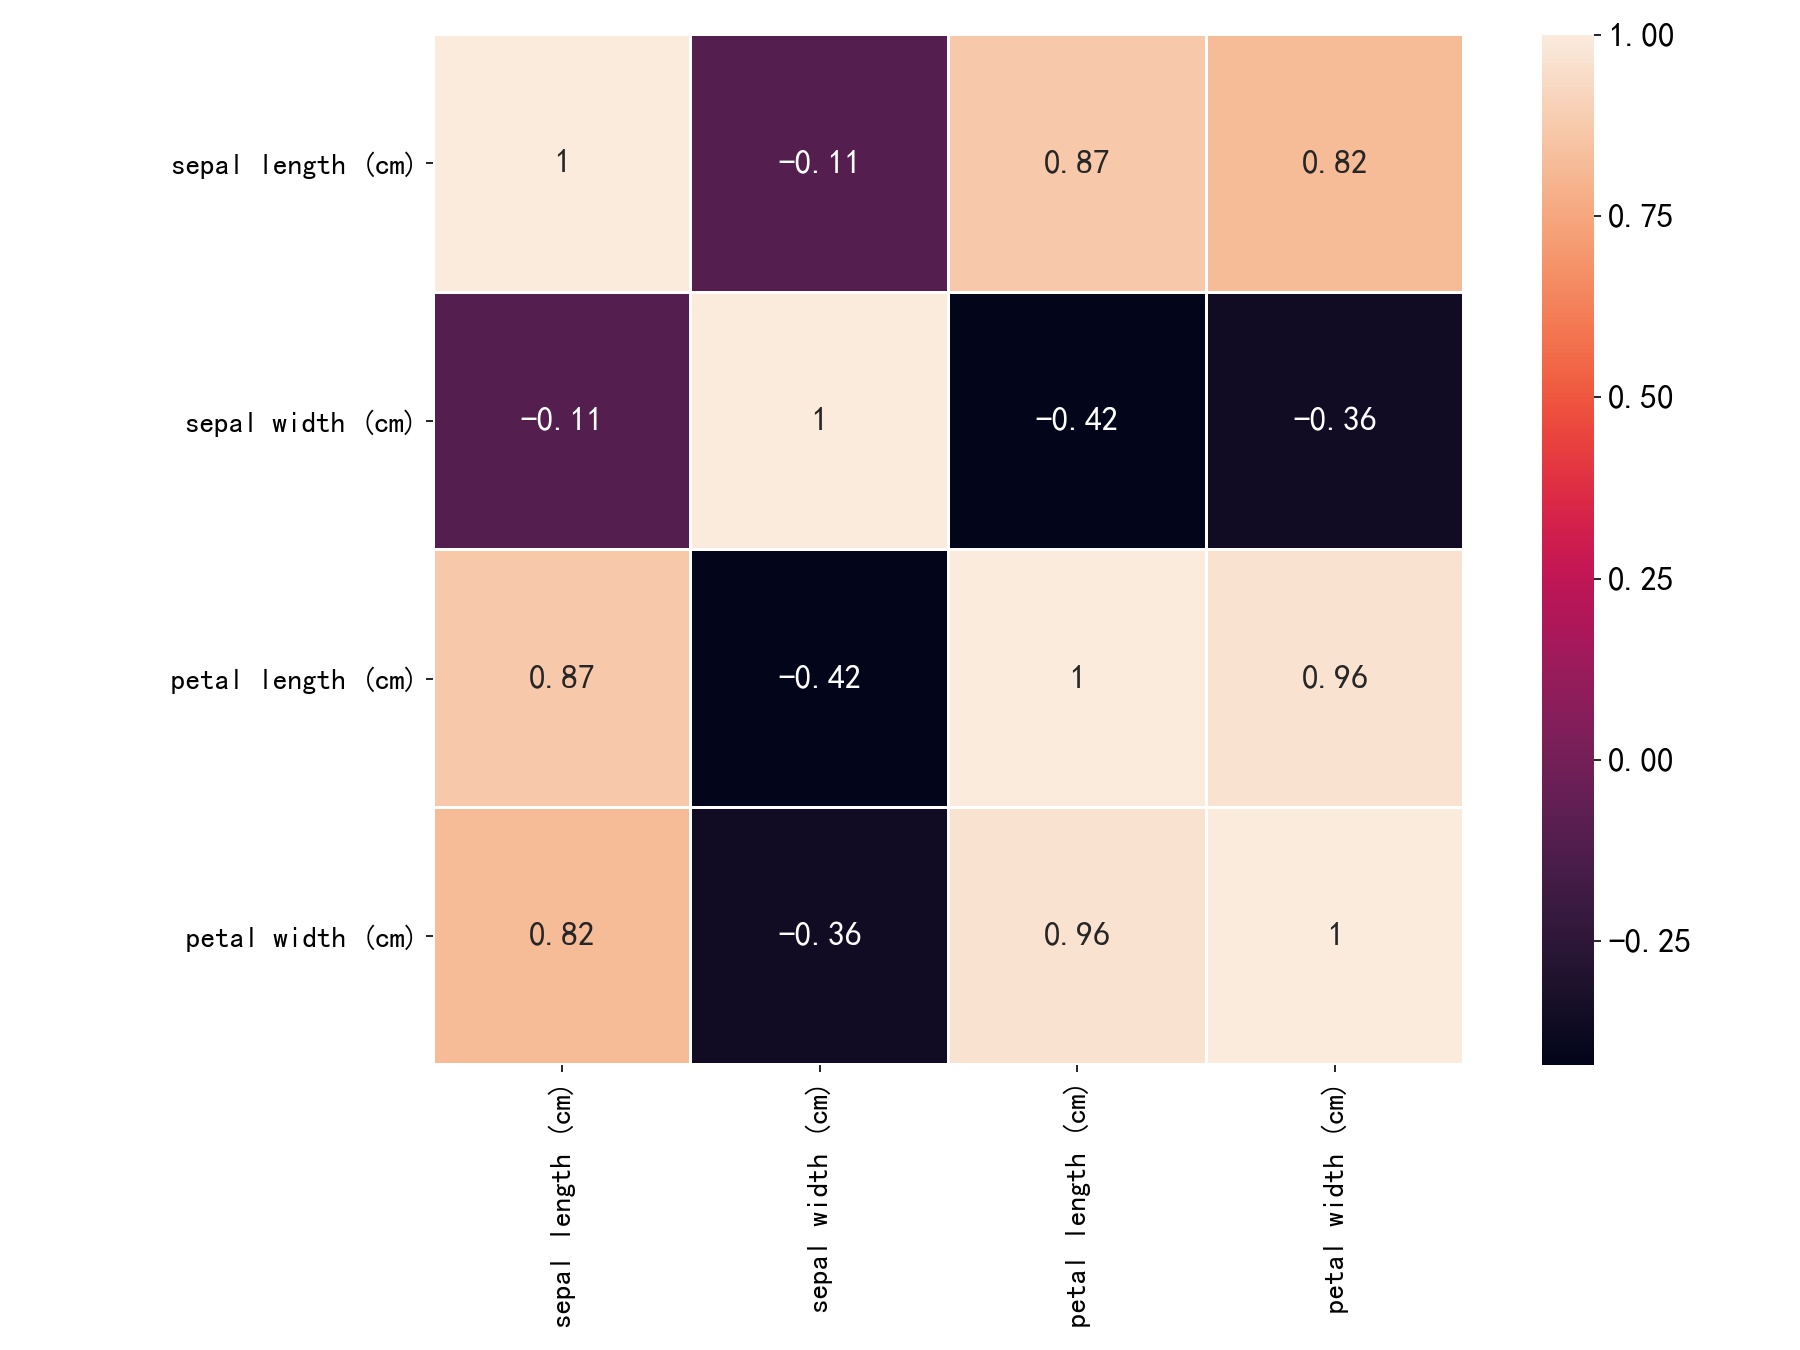 sepal length (cm)
1
−0.11
0.87
0.82
sepal width (cm)
−0.11
1
−0.42
−0.36
petal length (cm)
0.87
−0.42
1
0.96
petal width (cm)
0.82
−0.36
0.96
1
sepal length (cm)
sepal width (cm)
petal length (cm)
petal width (cm)
1.00
0.75
0.50
0.25
0.00
−0.25